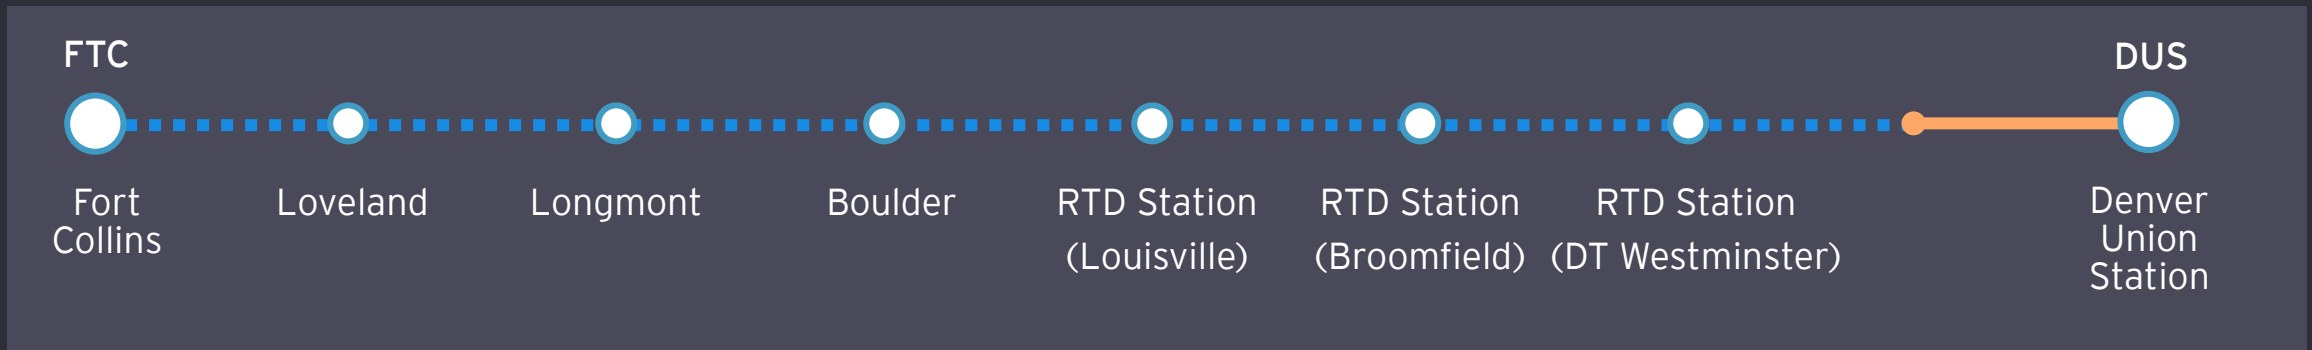 FTC
DUS
Fort
Collins
Loveland
Longmont
Boulder
RTD Station
(Louisville)
RTD Station
(Broomfield)
RTD Station
(DT Westminster)
Denver
Union
Station